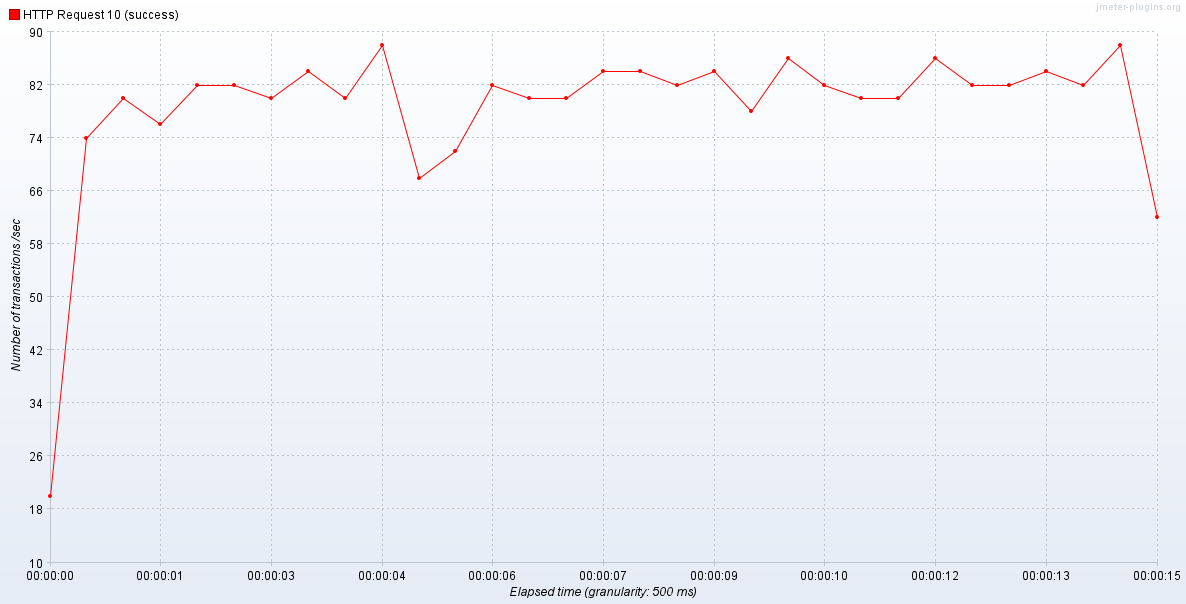 jmeter-plugins.org
HTTP Request 10 (success)
90
82
74
66
58
50
42
34
26
18
10
Number of transactions /sec
00:00:00 00:00:01 00:00:03 00:00:04 00:00:06 00:00:07 00:00:09 00:00:10 00:00:12 00:00:13 00:00:15
Elapsed time (granularity: 500 ms)